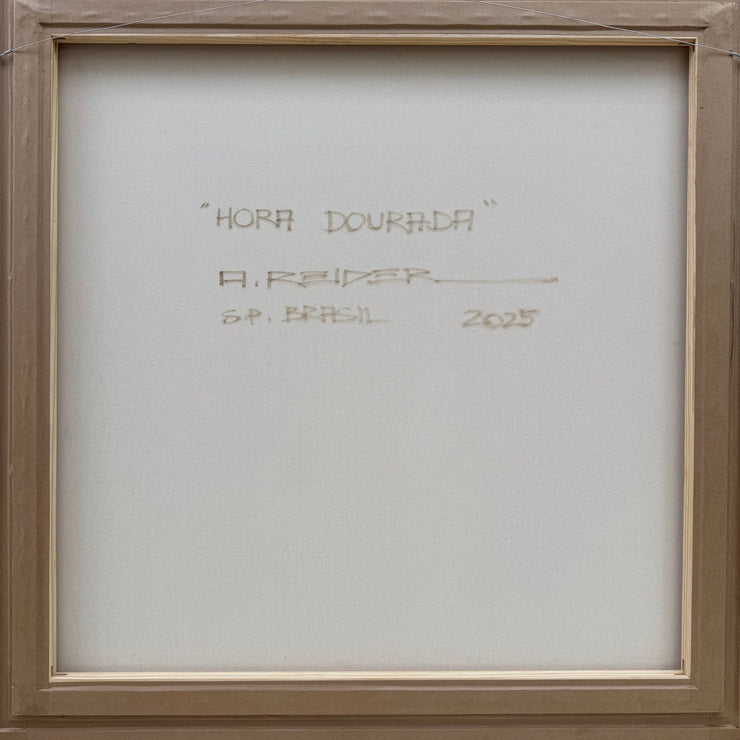 "HORA DOURADA"
A. REIDER
S.P. BRASIL 2025